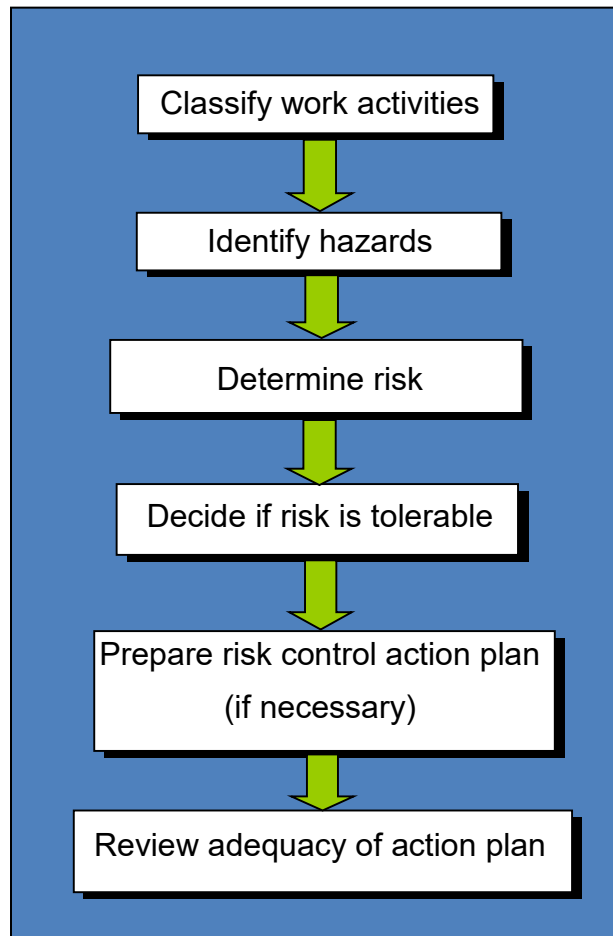 Classify work activities
Identify hazards
Determine risk
Decide if risk is tolerable
Prepare risk control action plan
(if necessary)
Review adequacy of action plan